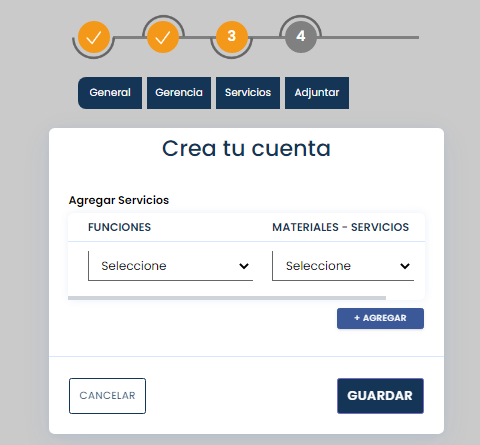 3 4
General Gerencia Servicios Adjuntar
Crea tu cuenta
Agregar Servicios
FUNCIONES MATERIALES - SERVICIOS
Seleccione Seleccione
+ AGREGAR
CANCELAR GUARDAR